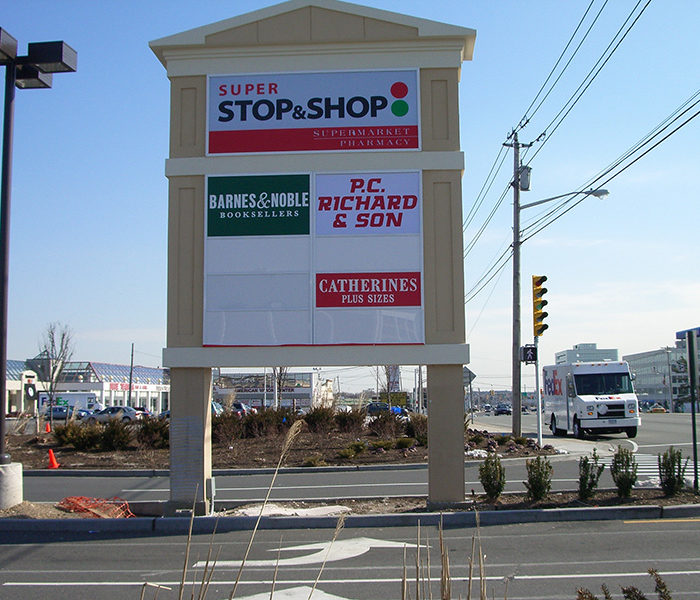 SUPER
STOP&SHOP
SUPERMARKET
PHARMACY
BARNES&NOBLE
BOOKSELLERS
P.C.
RICHARD
& SON
CATHERINES
PLUS SIZES
FedEx